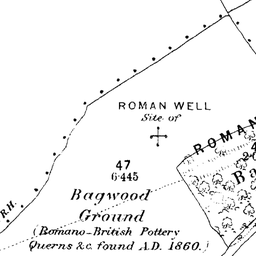 ROMAN WELL
Site of
ROMAN
47
6·445
Bagwood
Ground
(Romano-British Pottery
Querns &c. found A.D. 1860.)
R.H.